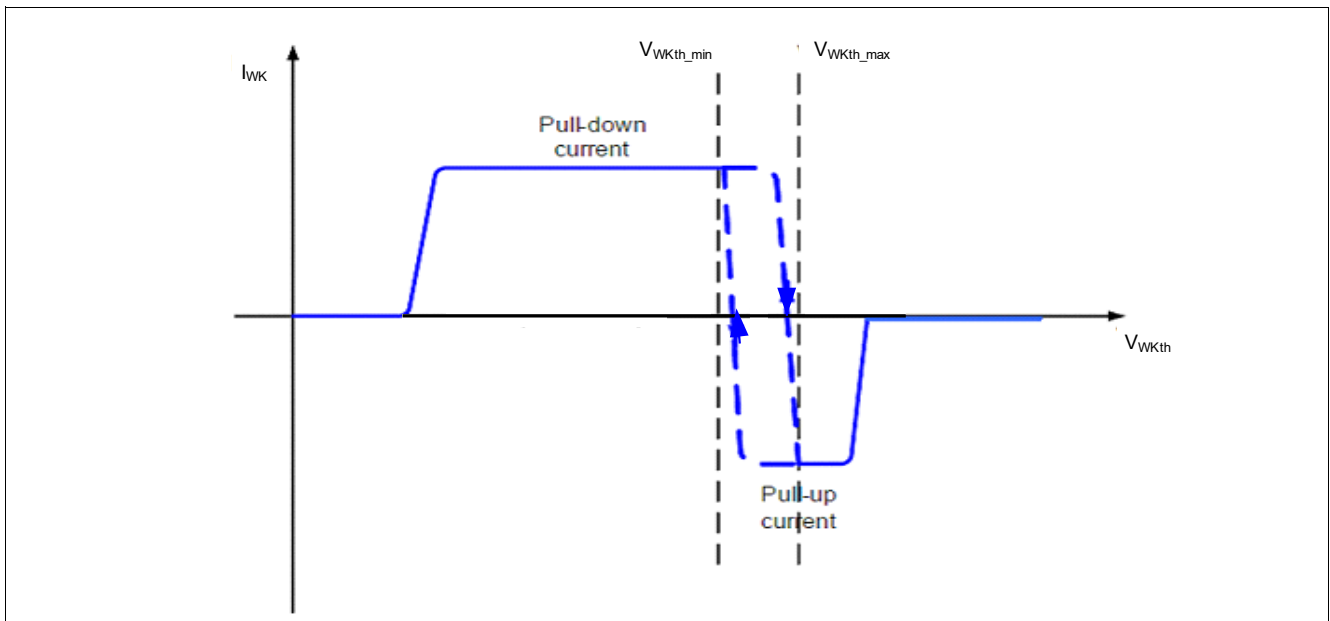 V_WKth_min
V_WKth_max
I_WK
Pull-down
current
V_WKth
Pull-up
current